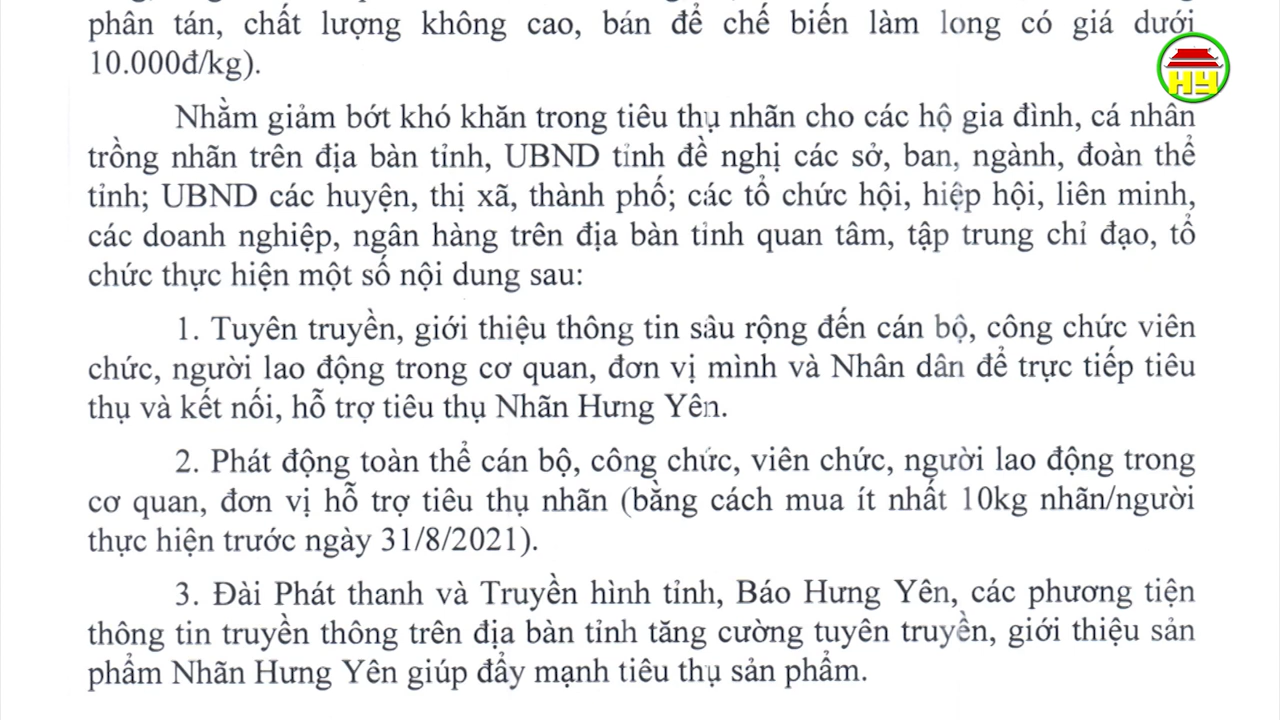 phân tán, chất lượng không cao, bán để chế biến làm long có giá dưới
10.000đ/kg).
Nhằm giảm bớt khó khăn trong tiêu thụ nhãn cho các hộ gia đình, cá nhân
trồng nhãn trên địa bàn tỉnh, UBND tỉnh đề nghị các sở, ban, ngành, đoàn thể
tỉnh; UBND các huyện, thị xã, thành phố; các tổ chức hội, hiệp hội, liên minh,
các doanh nghiệp, ngân hàng trên địa bàn tỉnh quan tâm, tập trung chỉ đạo, tổ
chức thực hiện một số nội dung sau:
1. Tuyên truyền, giới thiệu thông tin sâu rộng đến cán bộ, công chức viên
chức, người lao động trong cơ quan, đơn vị mình và Nhân dân để trực tiếp tiêu
thụ và kết nối, hỗ trợ tiêu thụ Nhãn Hưng Yên.
2. Phát động toàn thể cán bộ, công chức, viên chức, người lao động trong
cơ quan, đơn vị hỗ trợ tiêu thụ nhãn (bằng cách mua ít nhất 10kg nhãn/người
thực hiện trước ngày 31/8/2021).
3. Đài Phát thanh và Truyền hình tỉnh, Báo Hưng Yên, các phương tiện
thông tin truyền thông trên địa bàn tỉnh tăng cường tuyên truyền, giới thiệu sản
phẩm Nhãn Hưng Yên giúp đẩy mạnh tiêu thụ sản phẩm.
HY